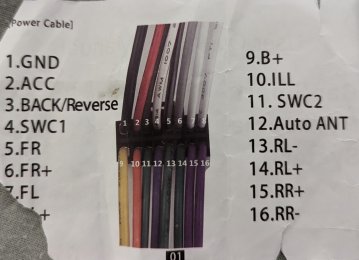 [Power Cable]
1.GND
2.ACC
3.BACK/Reverse
4.SWC1
5.FR
6.FR+
7.FL
9.B+
10.ILL
11. SWC2
12.Auto ANT
13.RL-
14.RL+
15.RR+
16.RR-
1 2 3 4 5 6 7 8
9 10 11 12 13 14 15 16
01